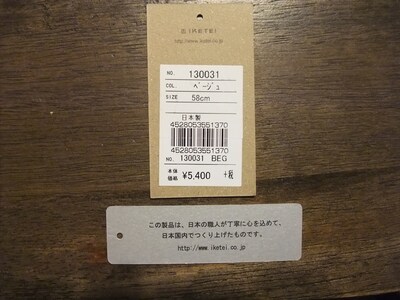 http://www.iketei.co.jp
NO. 130031
COL. ベージュ
SIZE 58cm
日本製
4528053551370
4528053551370
NO. 130031 BEG
本体価格 ¥5,400 +税
この製品は、日本の職人が丁寧に心を込めて、
日本国内でつくり上げたものです。
http://www.iketei.co.jp